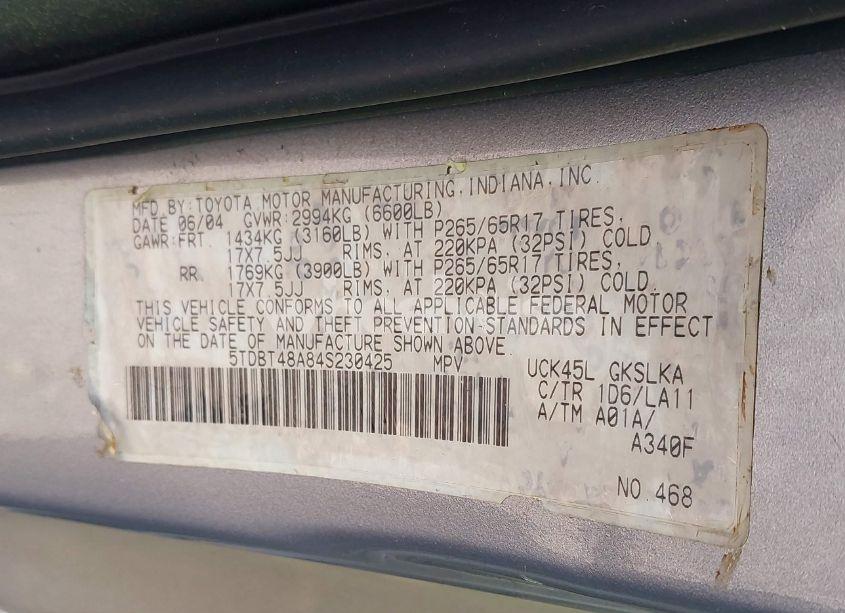 MFD.BY:TOYOTA MOTOR MANUFACTURING,INDIANA,INC.
DATE 06/04 GVWR:2994KG (6600LB)
GAWR:FRT. 1434KG (3160LB) WITH P265/65R17 TIRES,
17X7.5JJ RIMS, AT 220KPA (32PSI) COLD
RR. 1769KG (3900LB) WITH P265/65R17 TIRES,
17X7.5JJ RIMS, AT 220KPA (32PSI) COLD.
THIS VEHICLE CONFORMS TO ALL APPLICABLE FEDERAL MOTOR
VEHICLE SAFETY AND THEFT PREVENTION STANDARDS IN EFFECT
ON THE DATE OF MANUFACTURE SHOWN ABOVE.
5TDBT48A84S230425 MPV
UCK45L GKSLKA
C/TR 1D6/LA11
A/TM A01A/
A340F
NO.468